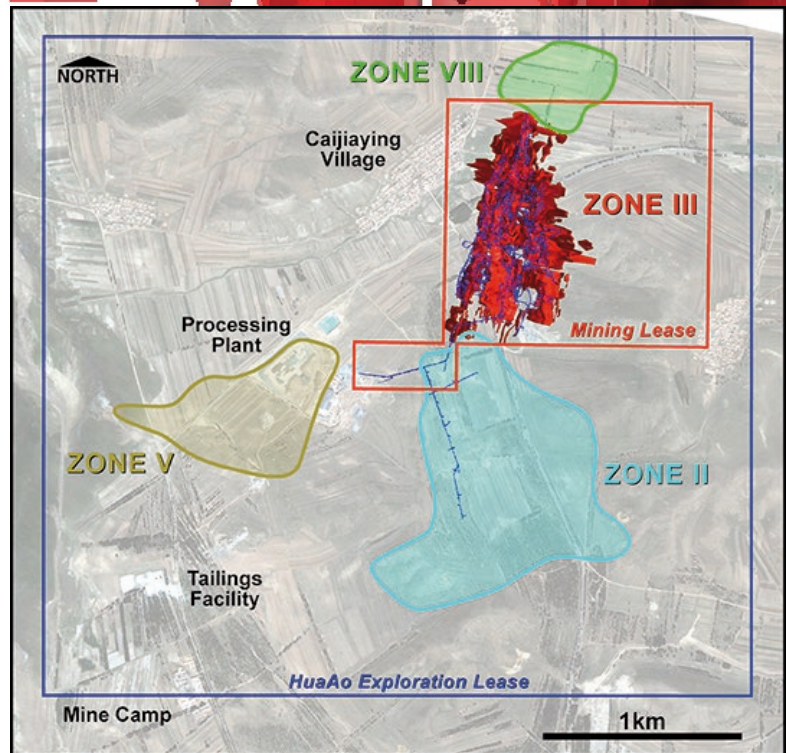 NORTH
ZONE VIII
Caijiaying
Village
ZONE III
Processing
Plant
Mining Lease
ZONE V
ZONE II
Tailings
Facility
HuaAo Exploration Lease
Mine Camp
1km